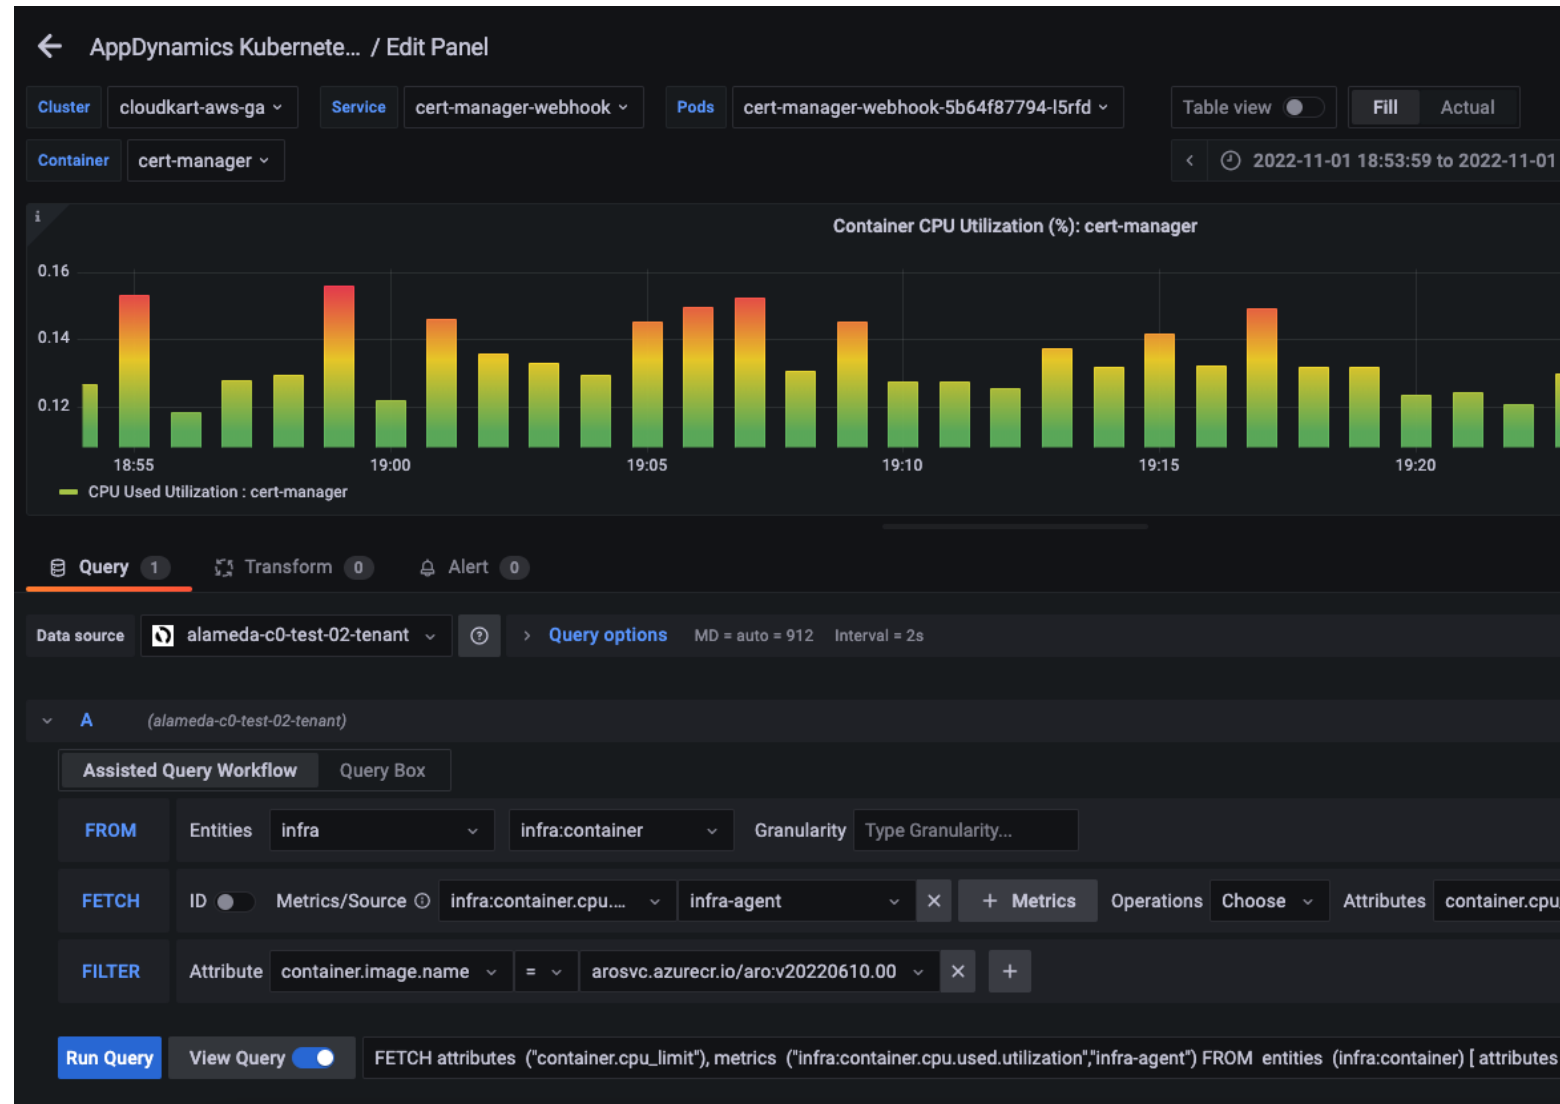 AppDynamics Kubernete... / Edit Panel
Cluster cloudkart-aws-ga Service cert-manager-webhook Pods cert-manager-webhook-5b64f87794-l5rfd Table view Fill Actual
Container cert-manager 2022-11-01 18:53:59 to 2022-11-01
i
Container CPU Utilization (%): cert-manager
0.16
0.14
0.12
18:55 19:00 19:05 19:10 19:15 19:20
CPU Used Utilization : cert-manager
Query 1 Transform 0 Alert 0
Data source alameda-c0-test-02-tenant Query options MD = auto = 912 Interval = 2s
A (alameda-c0-test-02-tenant)
Assisted Query Workflow Query Box
FROM Entities infra infra:container Granularity Type Granularity...
FETCH ID Metrics/Source infra:container.cpu.... infra-agent + Metrics Operations Choose Attributes container.cpu
FILTER Attribute container.image.name = arosvc.azurecr.io/aro:v20220610.00 +
Run Query View Query FETCH attributes ("container.cpu_limit"), metrics ("infra:container.cpu.used.utilization","infra-agent") FROM entities (infra:container) [ attributes